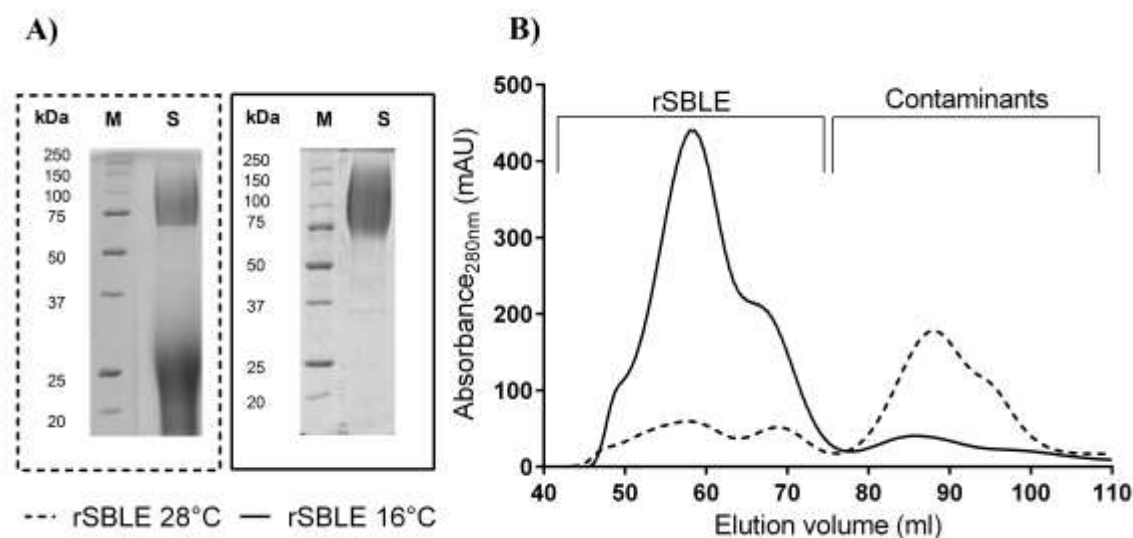 A)
kDa M S
250
150
100
75
50
37
25
20
kDa M S
250
150
100
75
50
37
25
20
rSBLE 28°C rSBLE 16°C
B)
rSBLE Contaminants
Absorbance280nm (mAU)
500
400
300
200
100
0
40 50 60 70 80 90 100 110
Elution volume (ml)